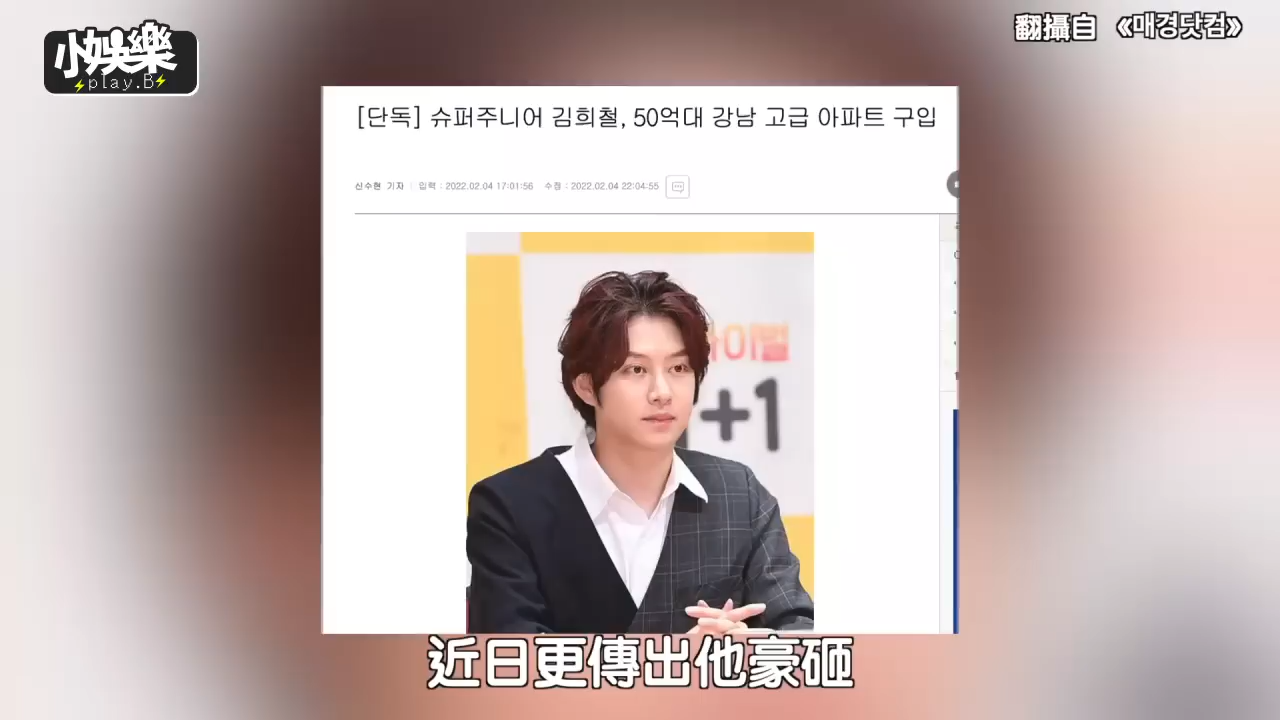 小娛樂
play.B
翻攝自 《매경닷컴》
[단독] 슈퍼주니어 김희철, 50억대 강남 고급 아파트 구입
신수현 기자 | 입력 : 2022.02.04 17:01:56 수정 : 2022.02.04 22:04:55
이벌
+1
近日更傳出他豪砸